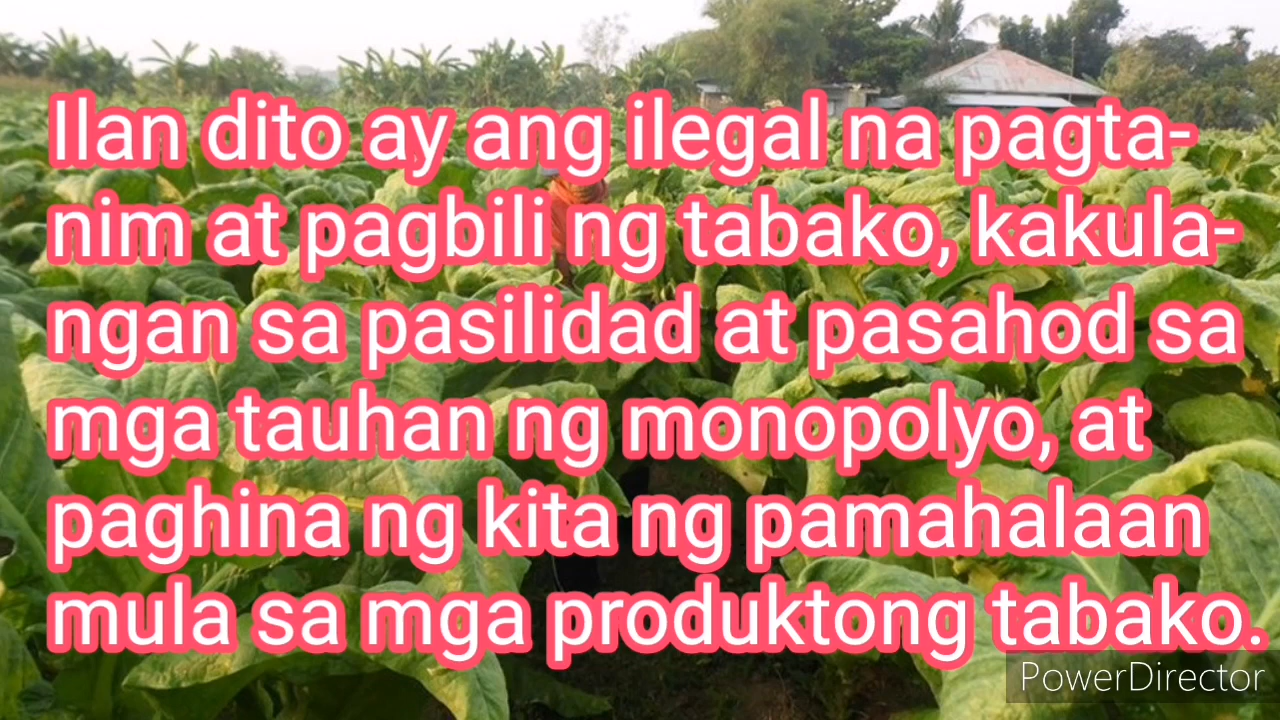 Ilan dito ay ang ilegal na pagta-
nim at pagbili ng tabako, kakula-
ngan sa pasilidad at pasahod sa
mga tauhan ng monopolyo, at
paghina ng kita ng pamahalaan
mula sa mga produktong tabako.
PowerDirector